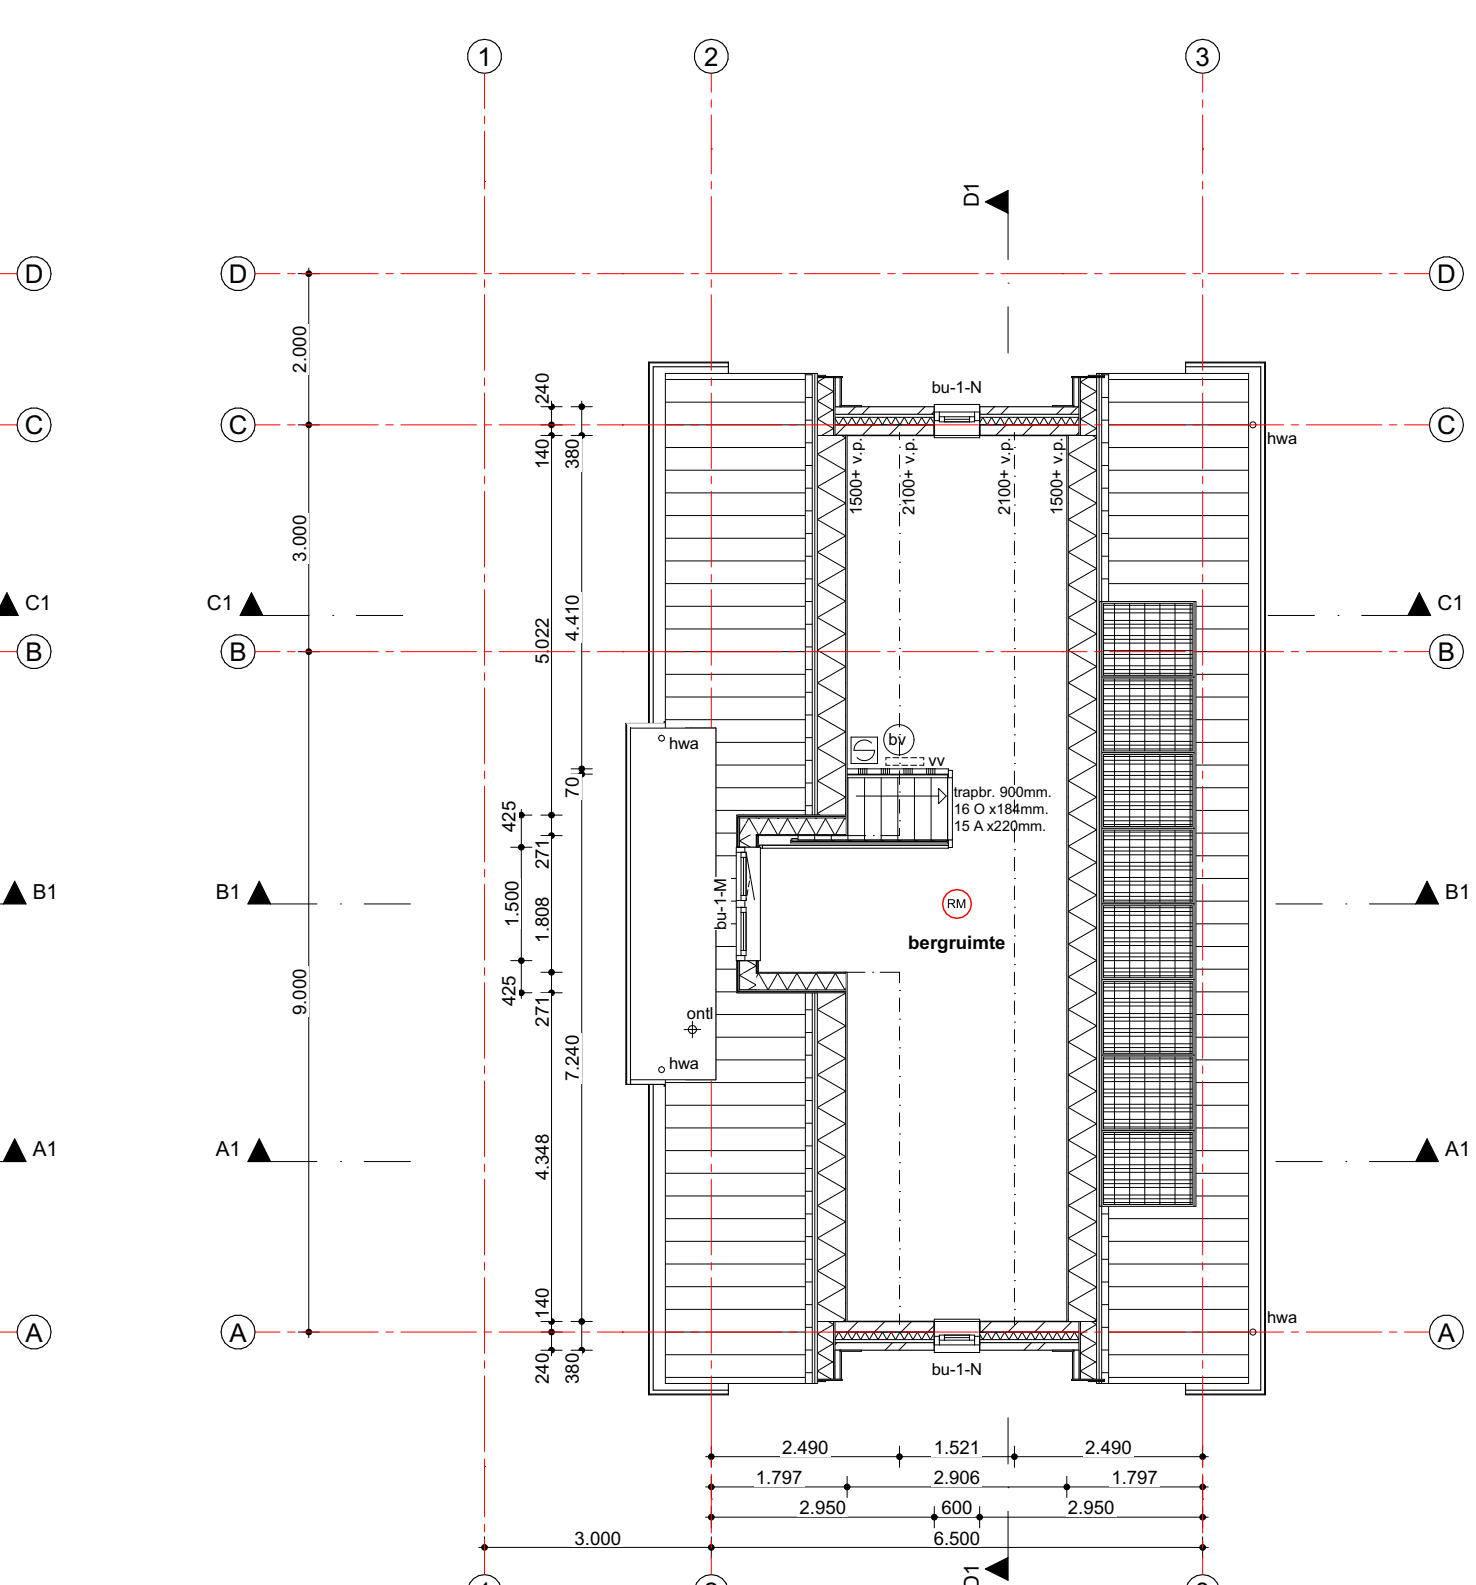 1
2
3
D1
D
D
D
2.000
240
bu-1-N
C
C
C
hwa
140
380
1500+ v.p.
2100+ v.p.
2100+ v.p.
1500+ v.p.
3.000
C1
C1
C1
5.022
4.410
B
B
B
hwa
bv
vv
70
trapbr. 900mm.
16 O x184mm.
15 A x220mm.
425
271
B1
B1
B1
1.500
1.808
bu-1-M
RM
bergruimte
9.000
425
271
ontl
hwa
7.240
A1
A1
A1
4.348
140
hwa
A
A
A
240
380
bu-1-N
2.490
1.521
2.490
1.797
2.906
1.797
2.950
600
2.950
3.000
6.500
D1